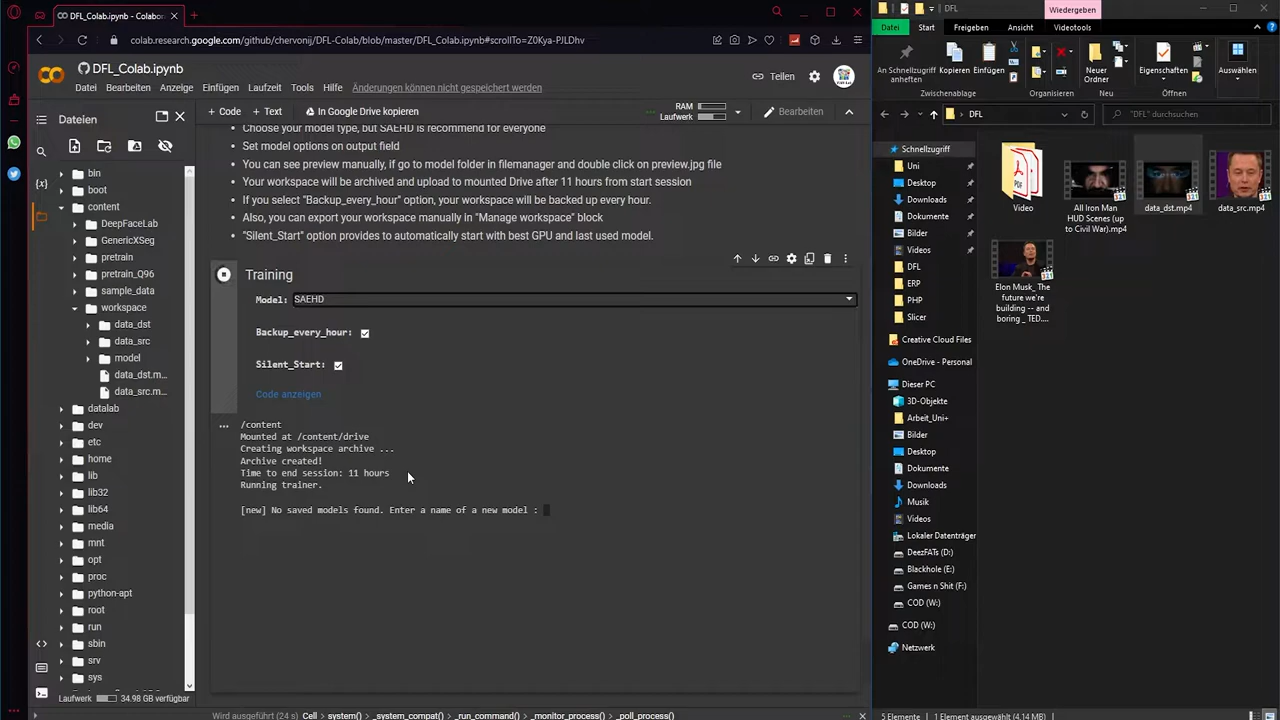 DFL_Colab.ipynb - Colabor
colab.research.google.com/github/chervonij/DFL-Colab/blob/master/DFL_Colab.ipynb#scrollTo=Z0Kya-PJLDhv
DFL_Colab.ipynb
Datei Bearbeiten Anzeige Einfügen Laufzeit Tools Hilfe Änderungen können nicht gespeichert werden
Teilen
Dateien
+ Code + Text In Google Drive kopieren
RAM
Laufwerk
Bearbeiten
bin
boot
content
DeepFaceLab
GenericXSeg
pretrain
pretrain_Q96
sample_data
workspace
data_dst
data_src
model
data_dst.m...
data_src.m...
datalab
dev
etc
home
lib
lib32
lib64
media
mnt
opt
proc
python-apt
root
run
sbin
srv
sys
Laufwerk 34.98 GB verfügbar
Choose your model type, but SAEHD is recommend for everyone
Set model options on output field
You can see preview manually, if go to model folder in filemanager and double click on preview.jpg file
Your workspace will be archived and upload to mounted Drive after 11 hours from start session
If you select "Backup_every_hour" option, your workspace will be backed up every hour.
Also, you can export your workspace manually in "Manage workspace" block
"Silent_Start" option provides to automatically start with best GPU and last used model.
Training
Model: SAEHD
Backup_every_hour:
Silent_Start:
Code anzeigen
/content
Mounted at /content/drive
Creating workspace archive ...
Archive created!
Time to end session: 11 hours
Running trainer.
[new] No saved models found. Enter a name of a new model :
Wird ausgeführt (24 s) Cell system() _system_compat() _run_command() _monitor_process() _poll_process()
Wiedergeben
DFL
Datei Start Freigeben Ansicht Videotools
An Schnellzugriff
anheften
Kopieren
Einfügen
Zwischenablage
Organisieren
Neuer
Ordner
Neu
Eigenschaften
Öffnen
Auswählen
DFL
"DFL" durchsuchen
Schnellzugriff
Uni
Desktop
Downloads
Dokumente
Bilder
Videos
DFL
ERP
PHP
Slicer
Creative Cloud Files
OneDrive - Personal
Dieser PC
3D-Objekte
Arbeit_Uni+
Bilder
Desktop
Dokumente
Downloads
Musik
Videos
Lokaler Datenträger
DeezFATs (D:)
Blackhole (E:)
Games n Shit (F:)
COD (W:)
COD (W:)
Netzwerk
Video
All Iron Man
HUD Scenes (up
to Civil War).mp4
data_dst.mp4
data_src.mp4
Elon Musk_ The
future we're
building -- and
boring _ TED....
5 Elemente 1 Element ausgewählt (4,14 MB)